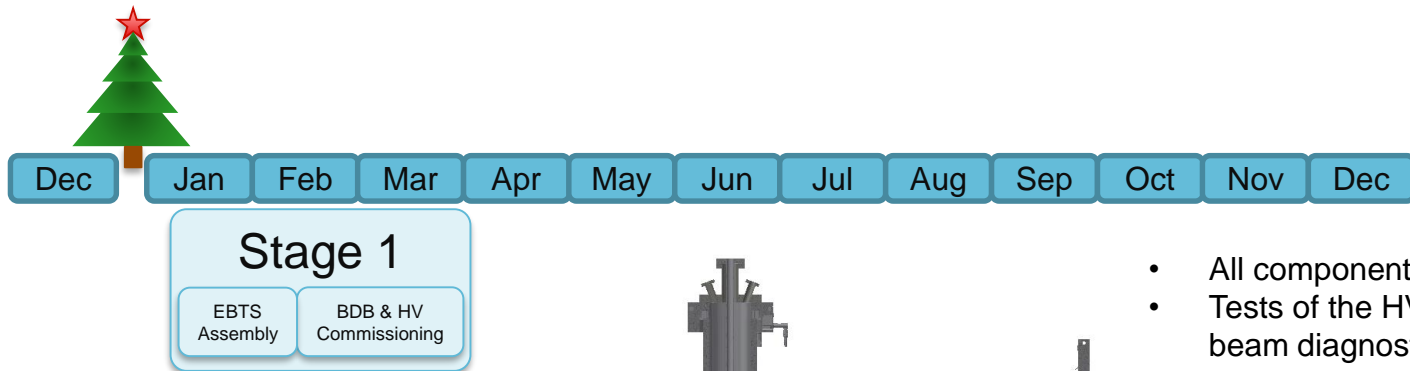 Dec Jan Feb Mar Apr May Jun Jul Aug Sep Oct Nov Dec
Stage 1
EBTS
Assembly
BDB & HV
Commissioning
• All component
• Tests of the HV
beam diagnos